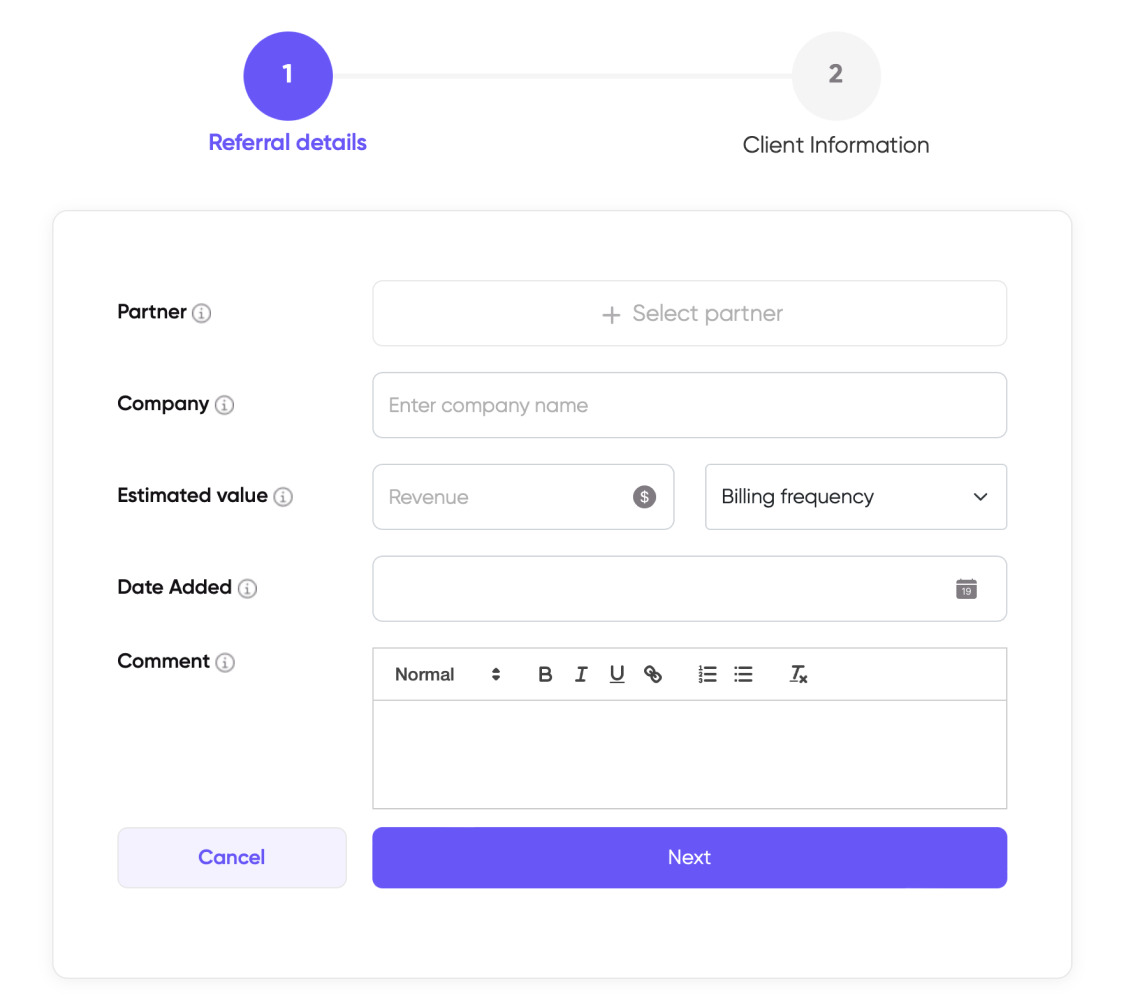 1
2
Referral details
Client Information
Partner
+ Select partner
Company
Enter company name
Estimated value
Revenue
$
Billing frequency
Date Added
19
Comment
Normal
B I U
Cancel
Next